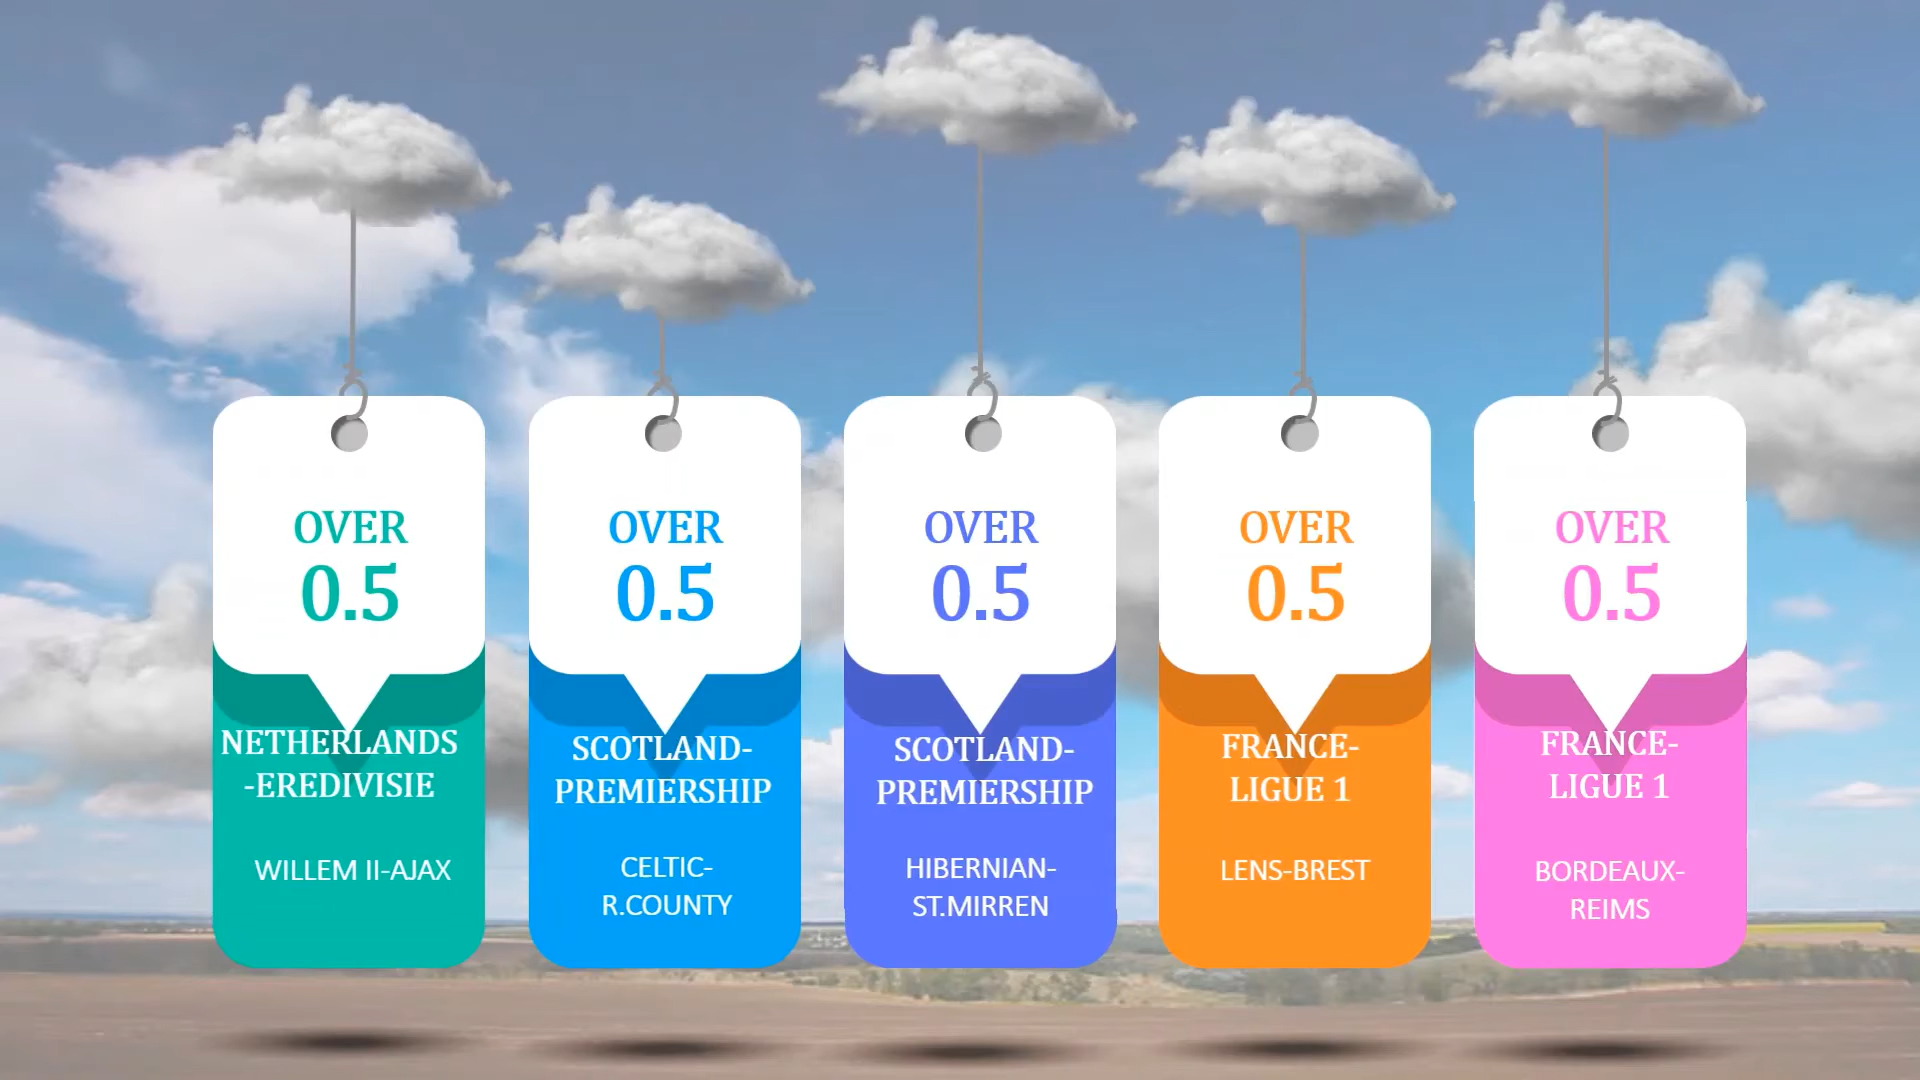 OVER
0.5
NETHERLANDS
-EREDIVISIE
WILLEM II-AJAX
OVER
0.5
SCOTLAND-
PREMIERSHIP
CELTIC-
R.COUNTY
OVER
0.5
SCOTLAND-
PREMIERSHIP
HIBERNIAN-
ST.MIRREN
OVER
0.5
FRANCE-
LIGUE 1
LENS-BREST
OVER
0.5
FRANCE-
LIGUE 1
BORDEAUX-
REIMS